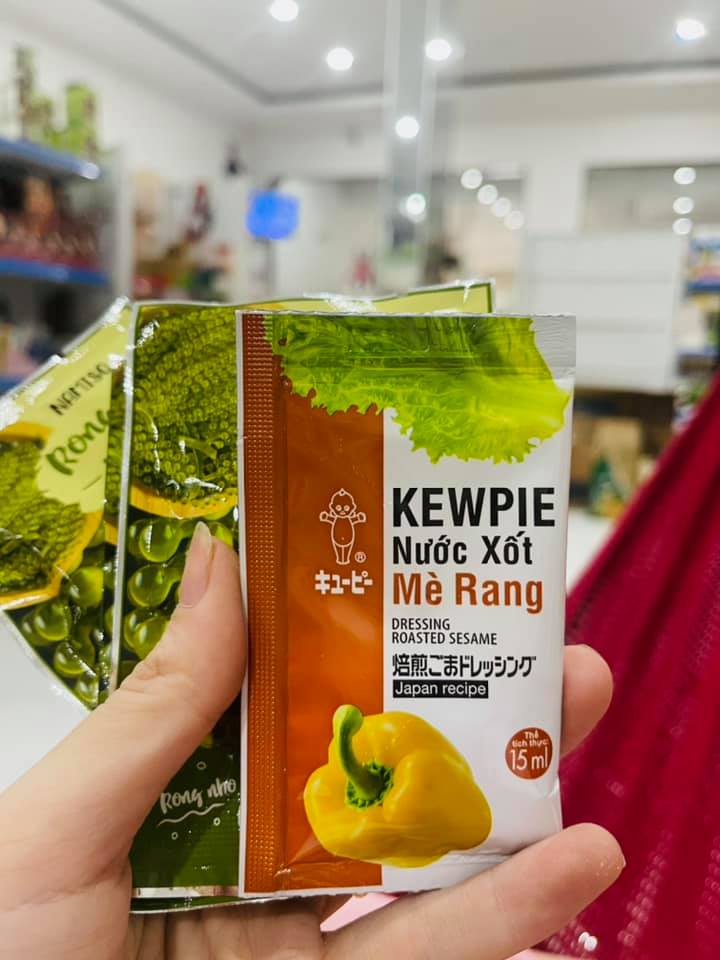 KEWPIE
Nước Xốt
Mè Rang
DRESSING
ROASTED SESAME
焙煎ごまドレッシング
Japan recipe
®
キユーピー
Thể
tích thực:
15 ml
Rong nho